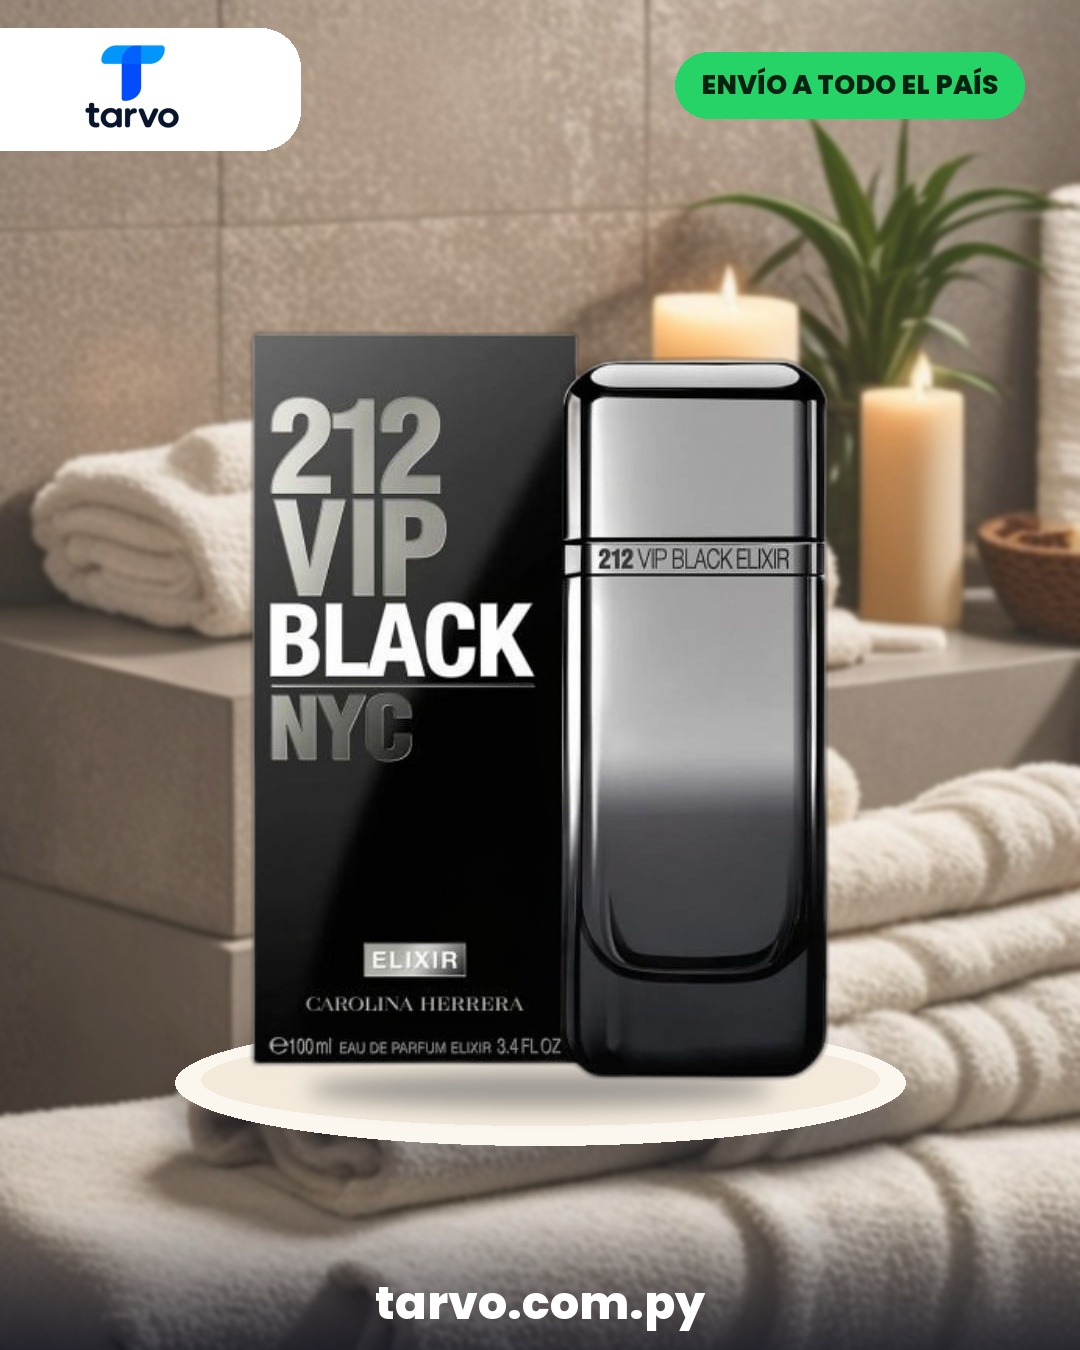 tarvo
ENVÍO A TODO EL PAÍS
212
VIP
BLACK
NYC
ELIXIR
CAROLINA HERRERA
℮100ml EAU DE PARFUM ELIXIR 3.4 FL OZ
212 VIP BLACK ELIXIR
tarvo.com.py